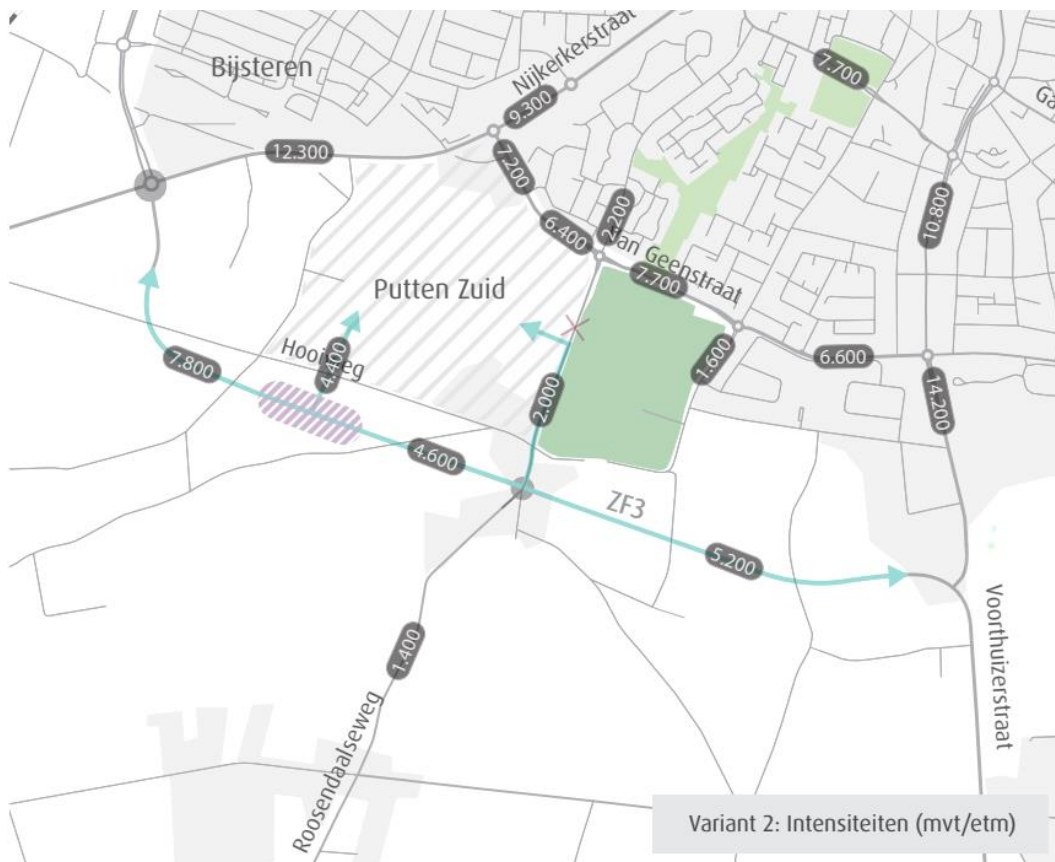 Bijsteren
Nijkerkerstraat
9.300
7.700
Ga
12.300
7.200
10.800
2.200
6.400
Van Geenstraat
7.700
Putten Zuid
1.600
6.600
Hooiweg
4.400
7.800
2.000
14.200
4.600
ZF3
5.200
Voorthuizerstraat
1.400
Roosendaalseweg
Variant 2: Intensiteiten (mvt/etm)